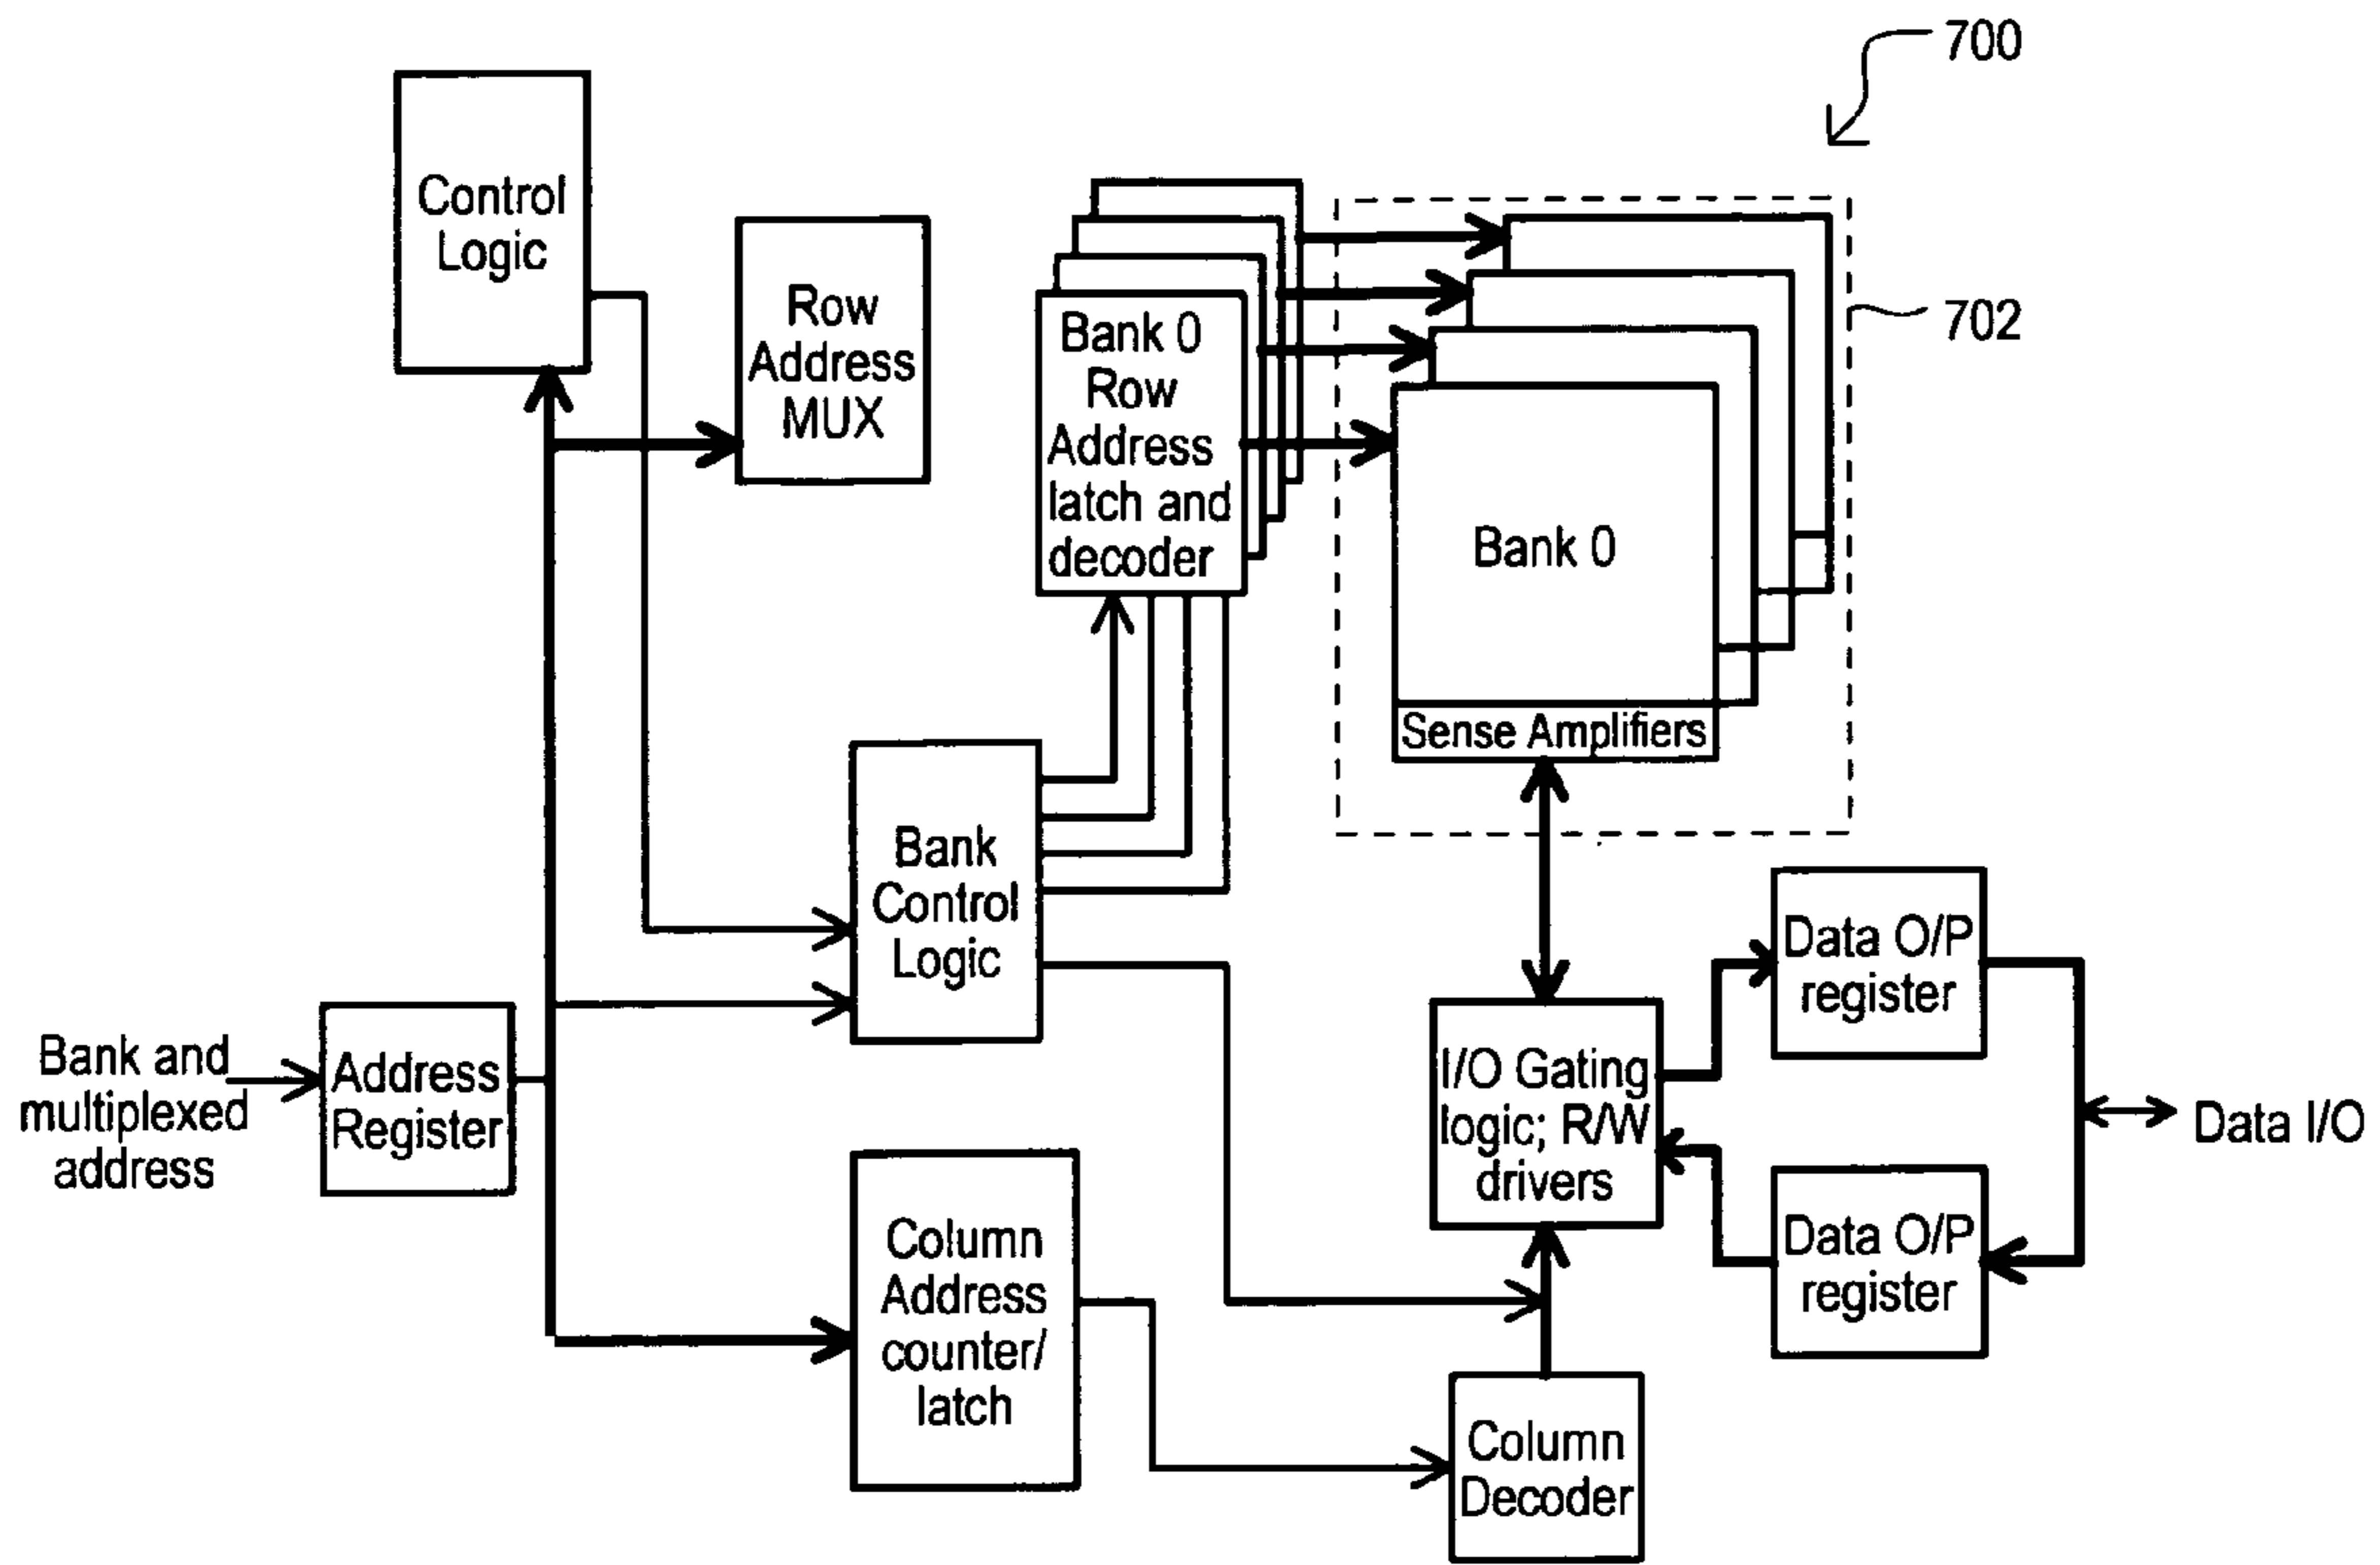 700
Control
Logic
Row
Address
MUX
Bank 0
Row
Address
latch and
decoder
702
Bank 0
Sense Amplifiers
Bank
Control
Logic
Data O/P
register
Bank and
multiplexed
address
Address
Register
I/O Gating
logic; R/W
drivers
Data I/O
Column
Address
counter/
latch
Data O/P
register
Column
Decoder